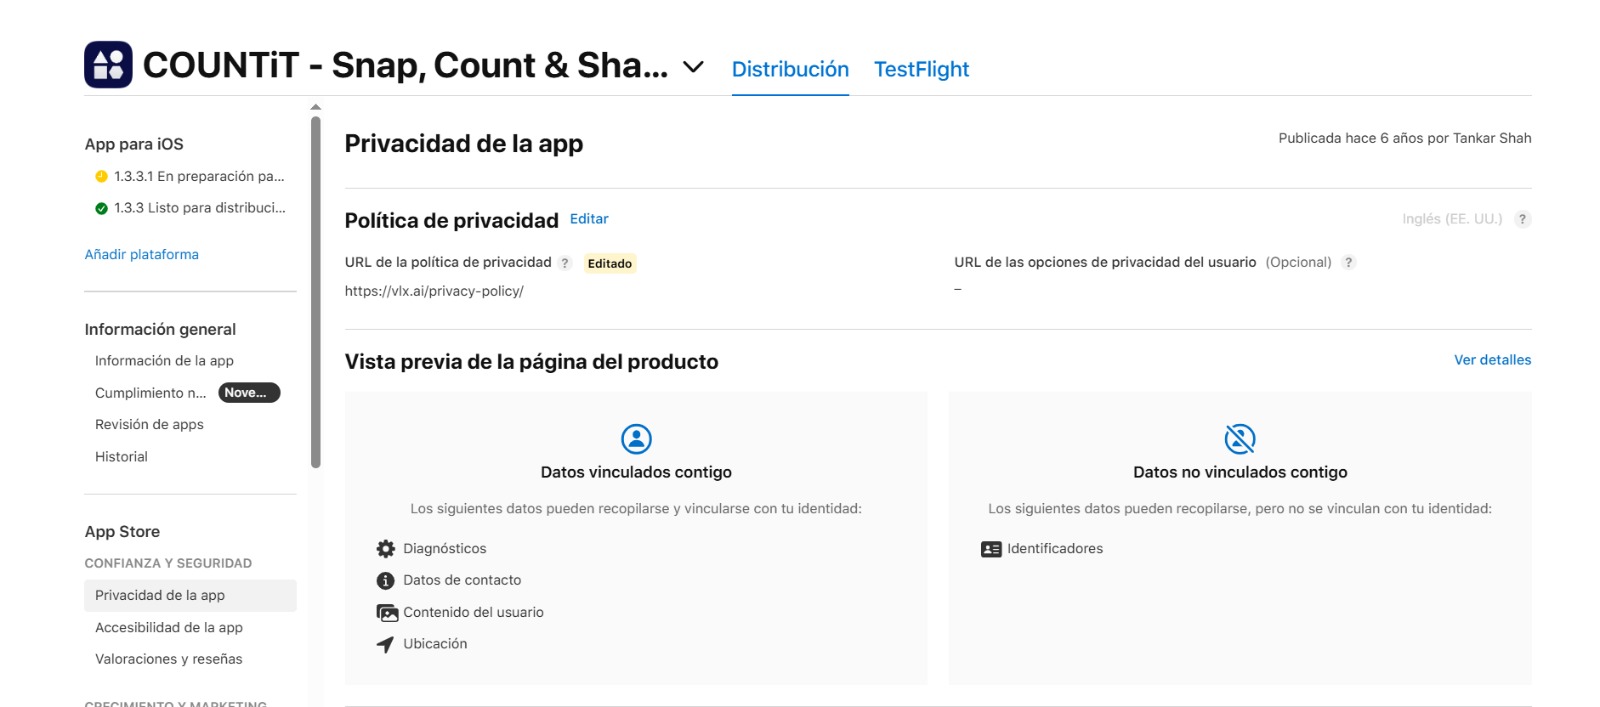 COUNTiT - Snap, Count & Sha...
Distribución
TestFlight
App para iOS
1.3.3.1 En preparación pa...
1.3.3 Listo para distribuci...
Añadir plataforma
Información general
Información de la app
Cumplimiento n... Nove...
Revisión de apps
Historial
App Store
CONFIANZA Y SEGURIDAD
Privacidad de la app
Accesibilidad de la app
Valoraciones y reseñas
CRECIMIENTO Y MARKETING
Privacidad de la app
Publicada hace 6 años por Tankar Shah
Política de privacidad Editar
Inglés (EE. UU.) ?
URL de la política de privacidad ? Editado
https://vlx.ai/privacy-policy/
URL de las opciones de privacidad del usuario (Opcional) ?
–
Vista previa de la página del producto
Ver detalles
Datos vinculados contigo
Los siguientes datos pueden recopilarse y vincularse con tu identidad:
Diagnósticos
Datos de contacto
Contenido del usuario
Ubicación
Datos no vinculados contigo
Los siguientes datos pueden recopilarse, pero no se vinculan con tu identidad:
Identificadores